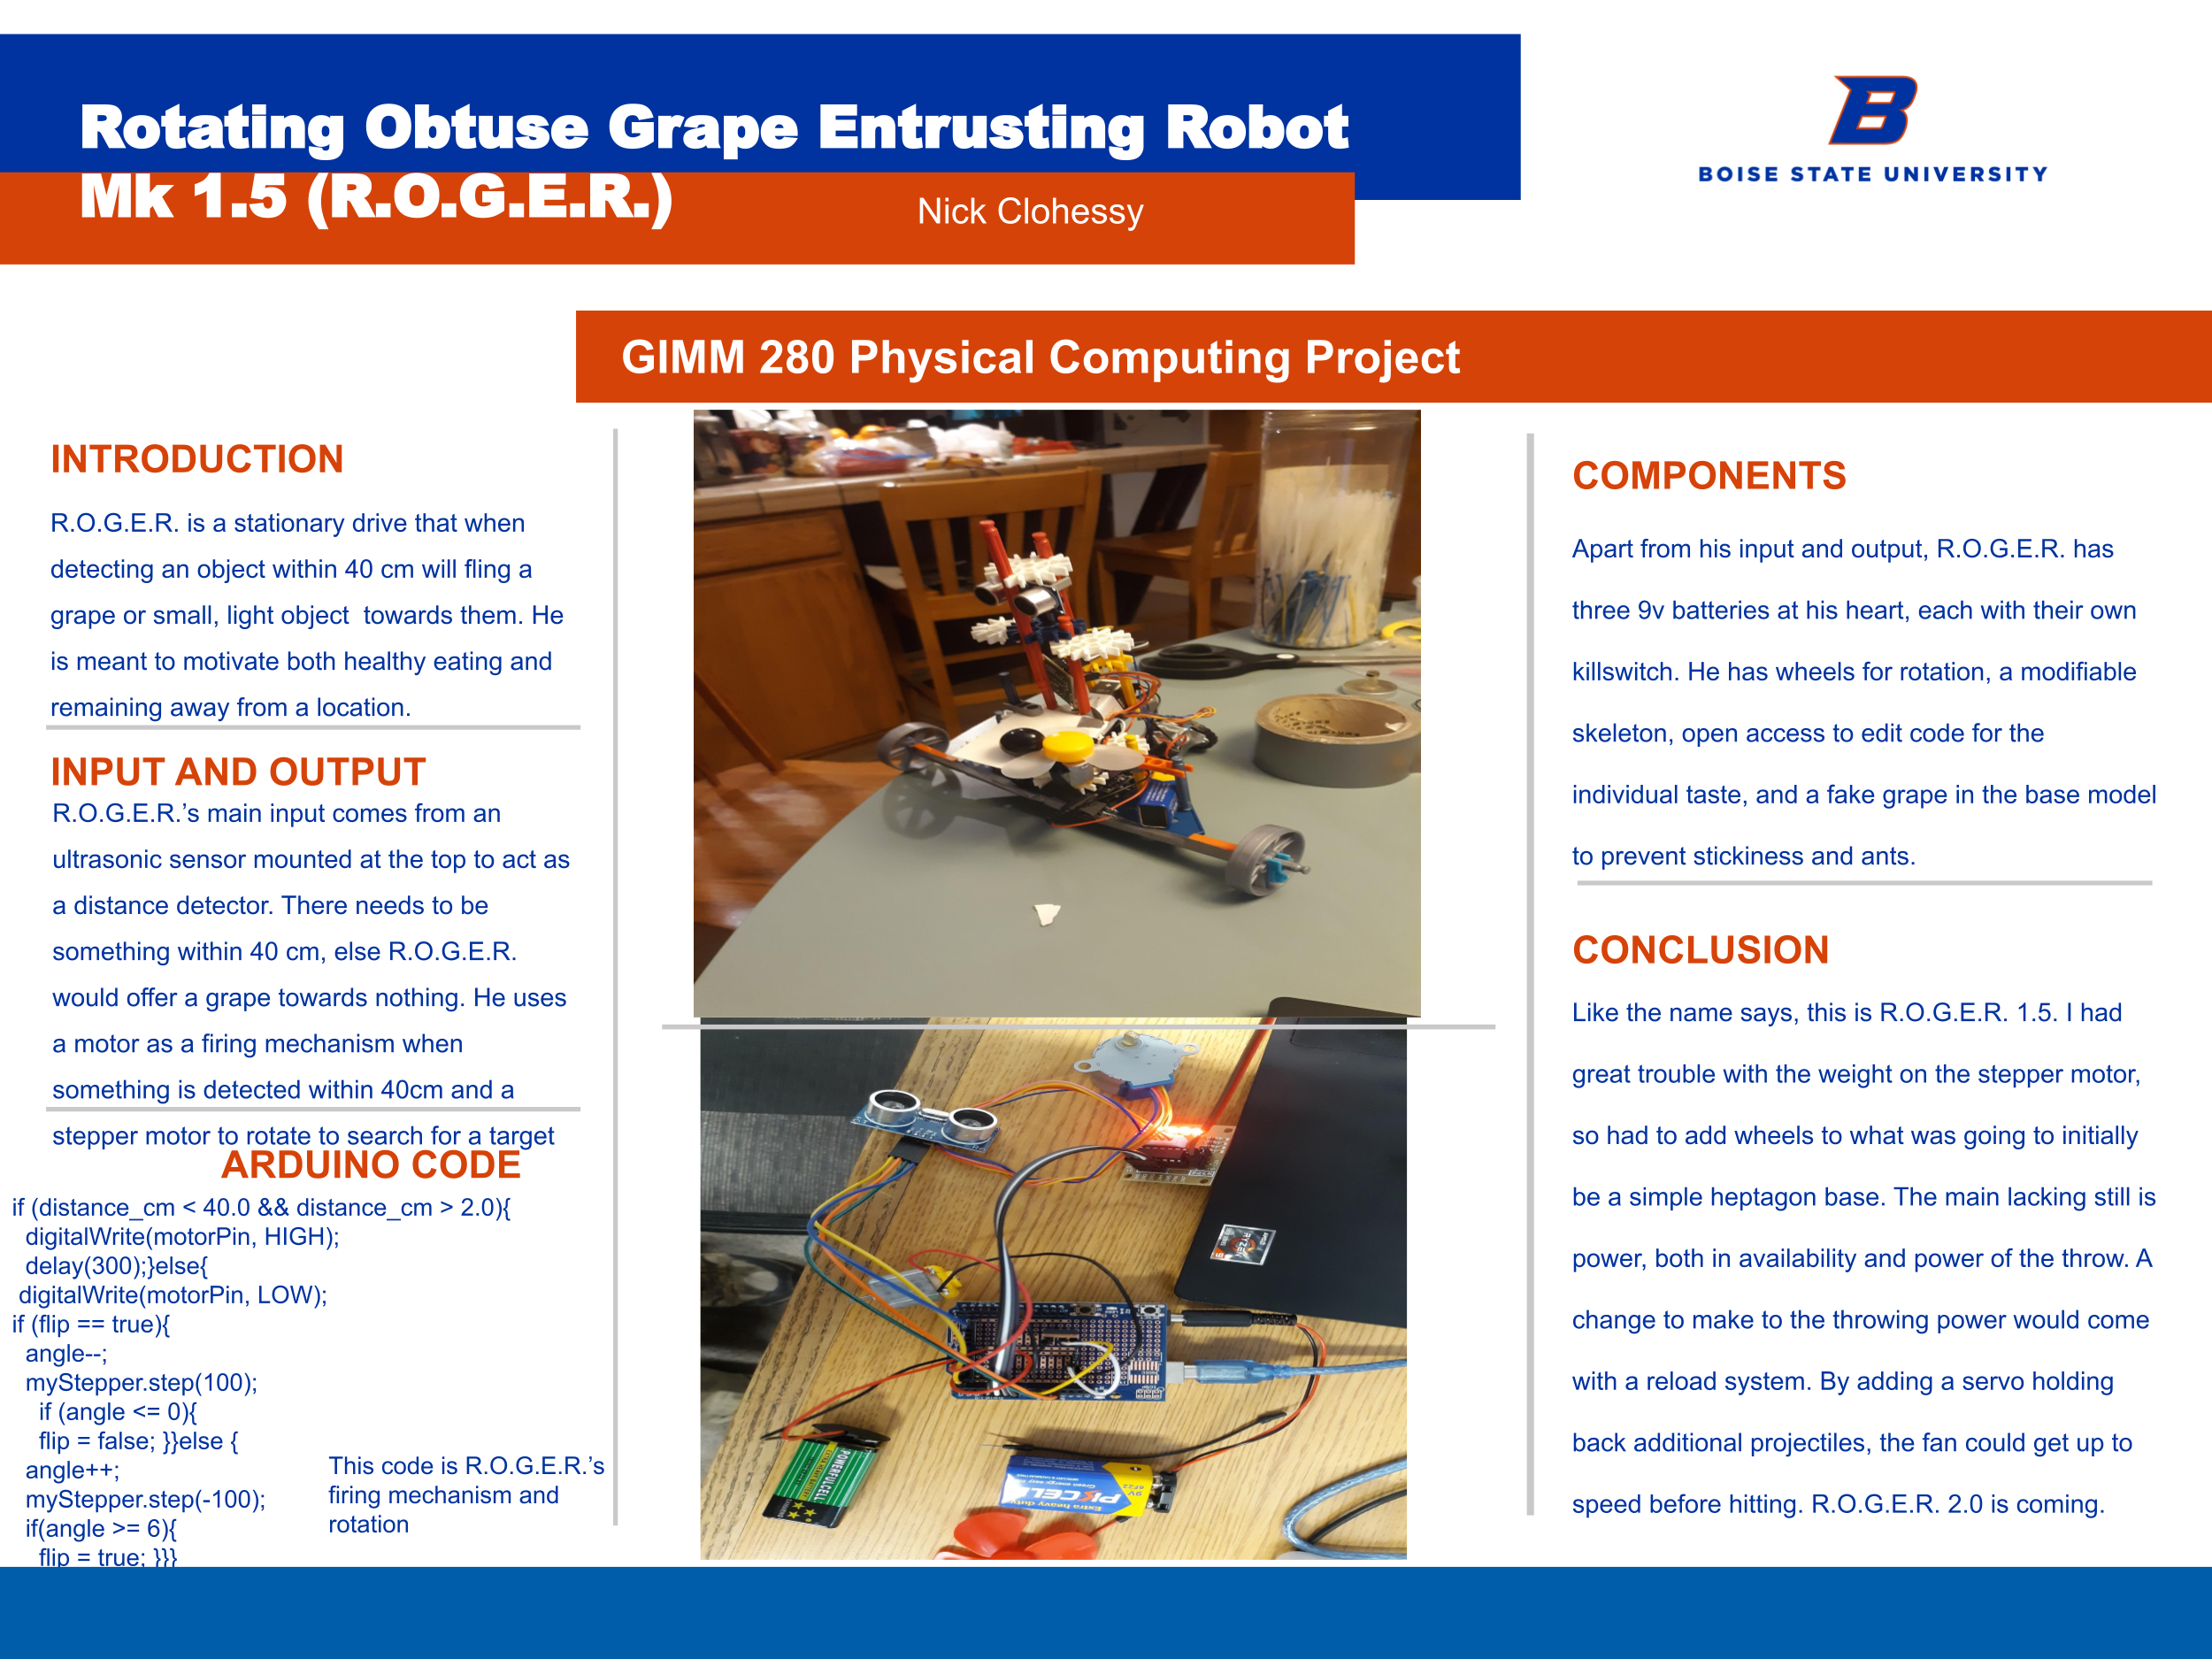 Rotating Obtuse Grape Entrusting Robot
Mk 1.5 (R.O.G.E.R.)
Nick Clohessy
B
BOISE STATE UNIVERSITY
GIMM 280 Physical Computing Project
INTRODUCTION
R.O.G.E.R. is a stationary drive that when
detecting an object within 40 cm will fling a
grape or small, light object  towards them. He
is meant to motivate both healthy eating and
remaining away from a location.
INPUT AND OUTPUT
R.O.G.E.R.’s main input comes from an
ultrasonic sensor mounted at the top to act as
a distance detector. There needs to be
something within 40 cm, else R.O.G.E.R.
would offer a grape towards nothing. He uses
a motor as a firing mechanism when
something is detected within 40cm and a
stepper motor to rotate to search for a target
ARDUINO CODE
if (distance_cm < 40.0 && distance_cm > 2.0){
digitalWrite(motorPin, HIGH);
delay(300);}else{
digitalWrite(motorPin, LOW);
if (flip == true){
angle--;
myStepper.step(100);
if (angle <= 0){
flip = false; }}else {
angle++;
myStepper.step(-100);
if(angle >= 6){
flip = true; }}}
This code is R.O.G.E.R.’s
firing mechanism and
rotation
RYZEN
POWERFULCELL
PKCELL
Extra heavy duty
9V
COMPONENTS
Apart from his input and output, R.O.G.E.R. has
three 9v batteries at his heart, each with their own
killswitch. He has wheels for rotation, a modifiable
skeleton, open access to edit code for the
individual taste, and a fake grape in the base model
to prevent stickiness and ants.
CONCLUSION
Like the name says, this is R.O.G.E.R. 1.5. I had
great trouble with the weight on the stepper motor,
so had to add wheels to what was going to initially
be a simple heptagon base. The main lacking still is
power, both in availability and power of the throw. A
change to make to the throwing power would come
with a reload system. By adding a servo holding
back additional projectiles, the fan could get up to
speed before hitting. R.O.G.E.R. 2.0 is coming.